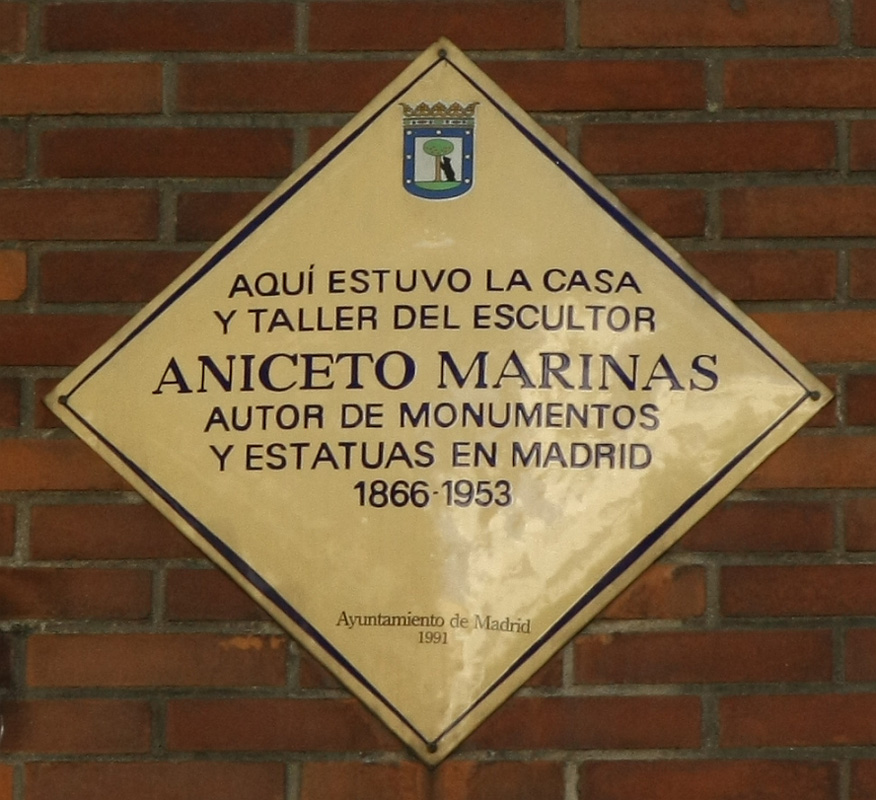 AQUÍ ESTUVO LA CASA
Y TALLER DEL ESCULTOR
ANICETO MARINAS
AUTOR DE MONUMENTOS
Y ESTATUAS EN MADRID
1866-1953
Ayuntamiento de Madrid
1991